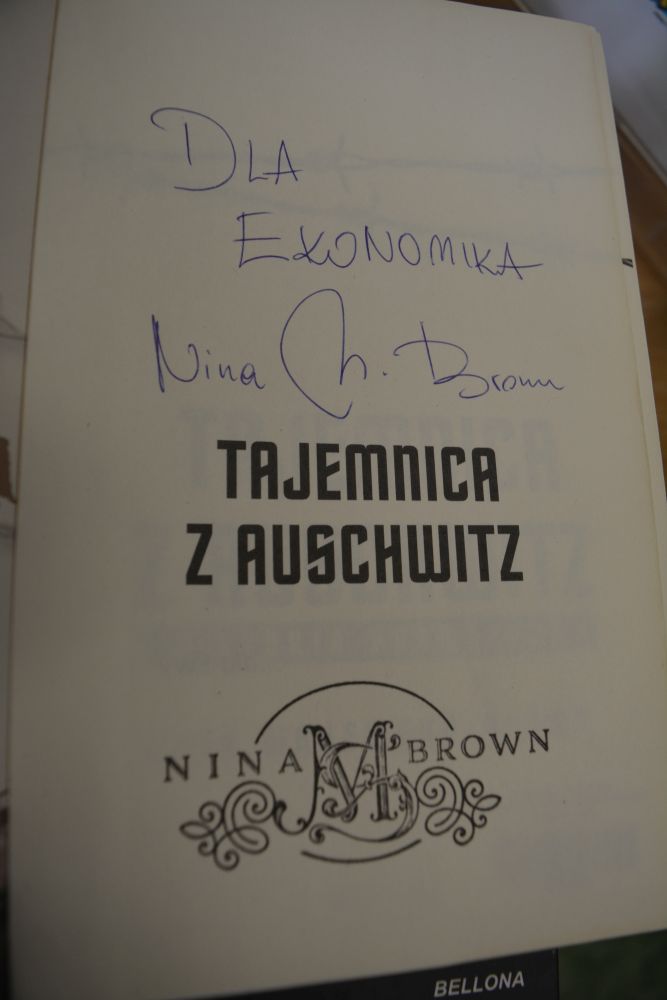 DLA
EKONOMIKA
Nina M. Brown
TAJEMNICA
Z AUSCHWITZ
NINA BROWN
BELLONA